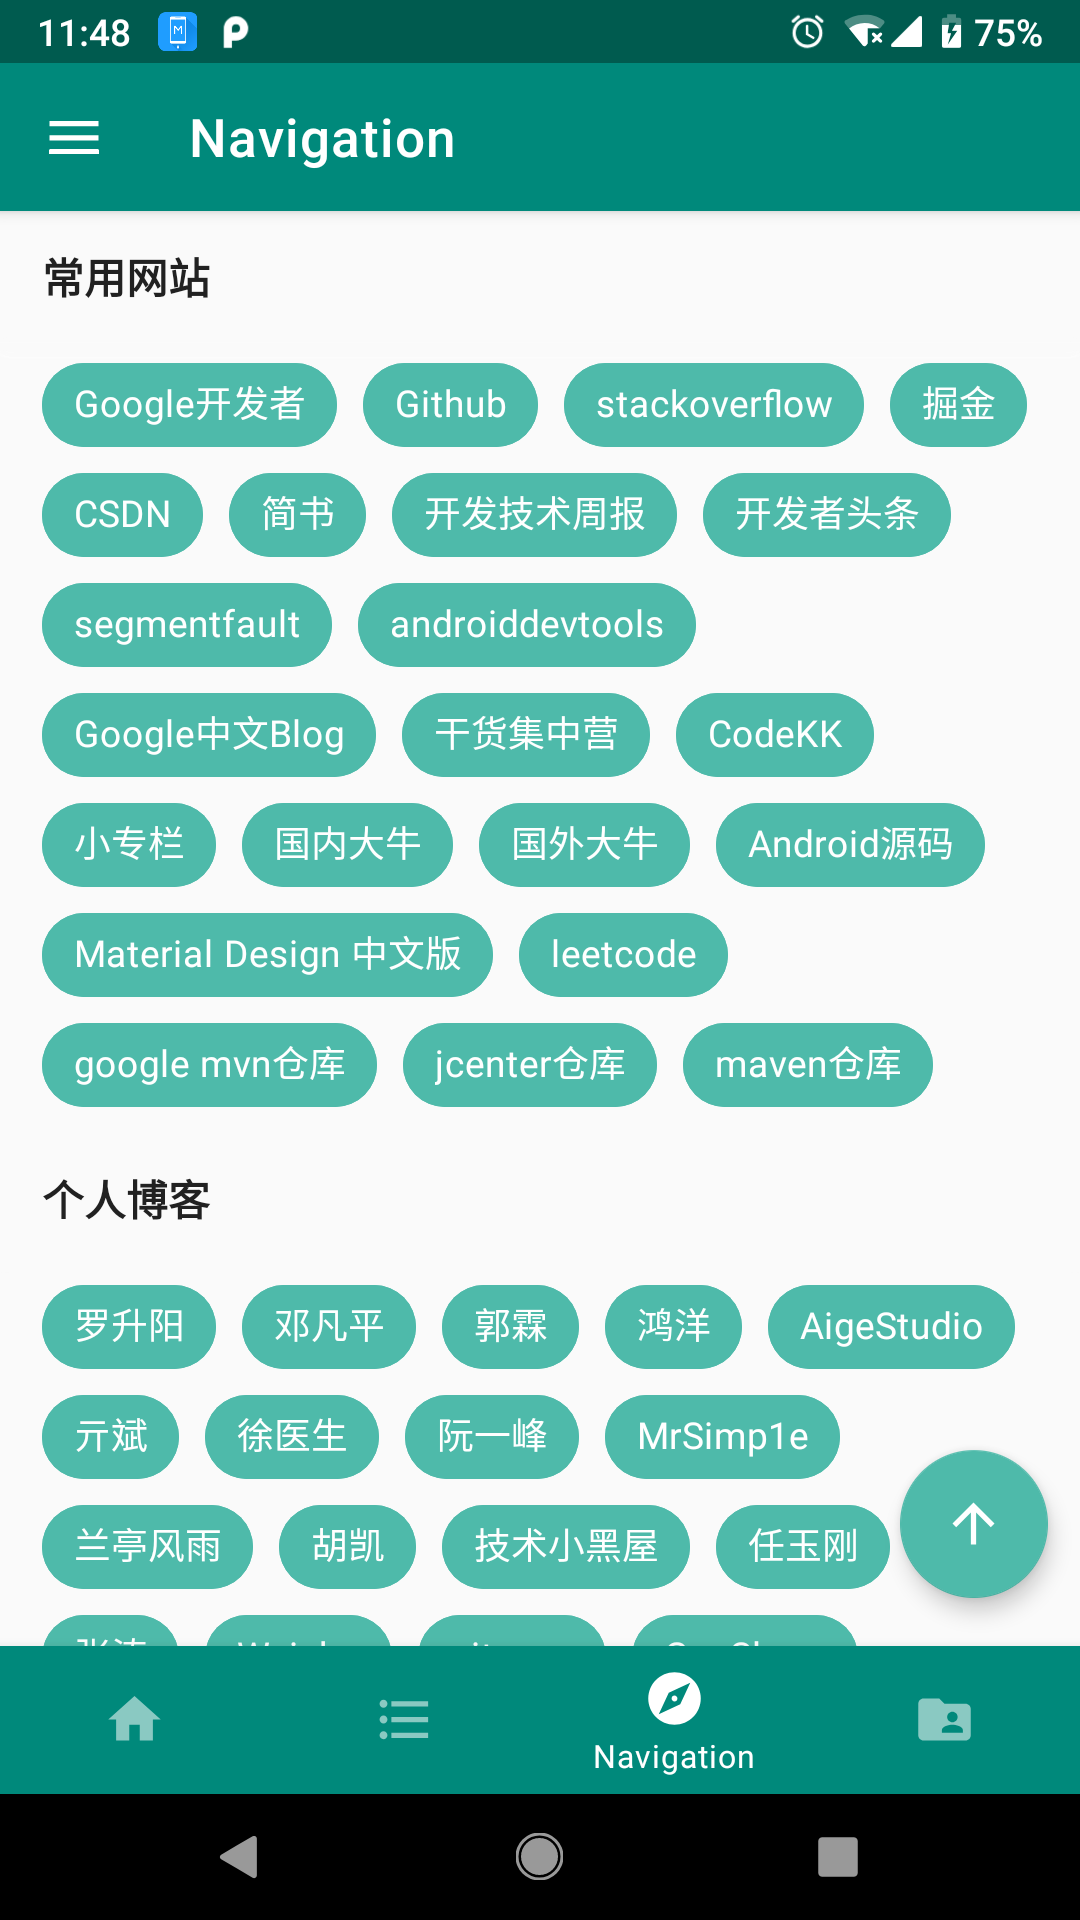 11:48 75%
Navigation
常用网站
Google开发者 Github stackoverflow 掘金
CSDN 简书 开发技术周报 开发者头条
segmentfault androiddevtools
Google中文Blog 干货集中营 CodeKK
小专栏 国内大牛 国外大牛 Android源码
Material Design 中文版 leetcode
google mvn仓库 jcenter仓库 maven仓库
个人博客
罗升阳 邓凡平 郭霖 鸿洋 AigeStudio
亓斌 徐医生 阮一峰 MrSimp1e
兰亭风雨 胡凯 技术小黑屋 任玉刚
Navigation